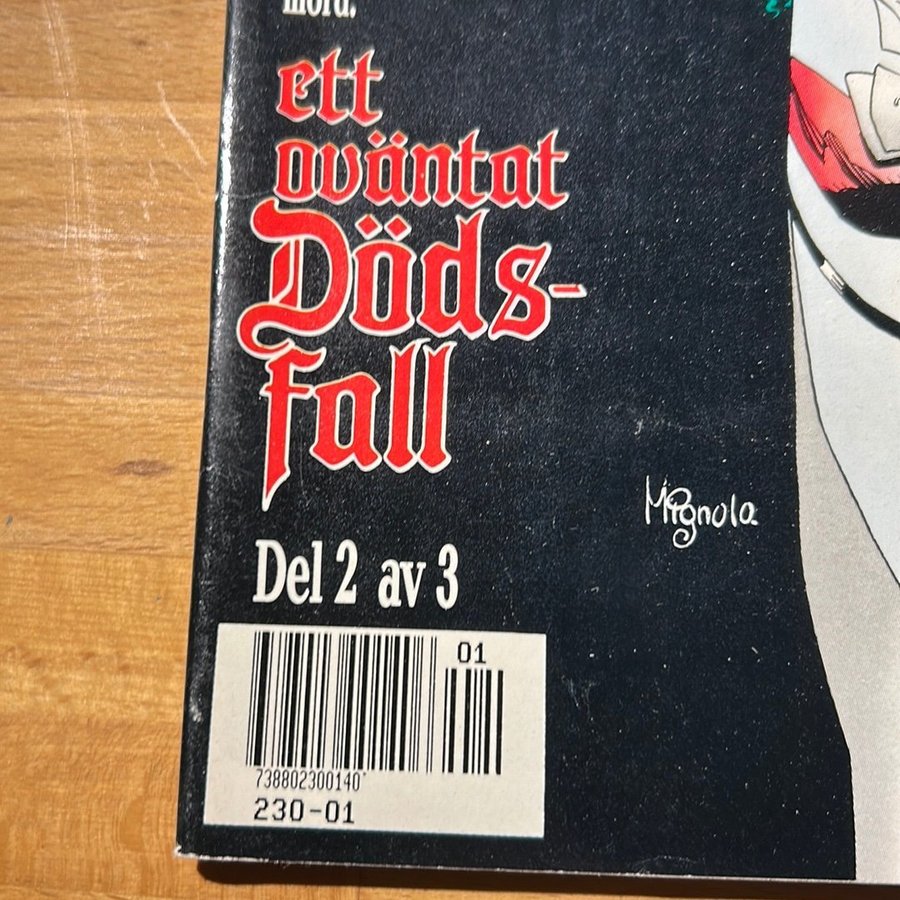 mord.
ett
oväntat
Döds-
fall
Mignola
Del 2 av 3
01
738802300140
230-01